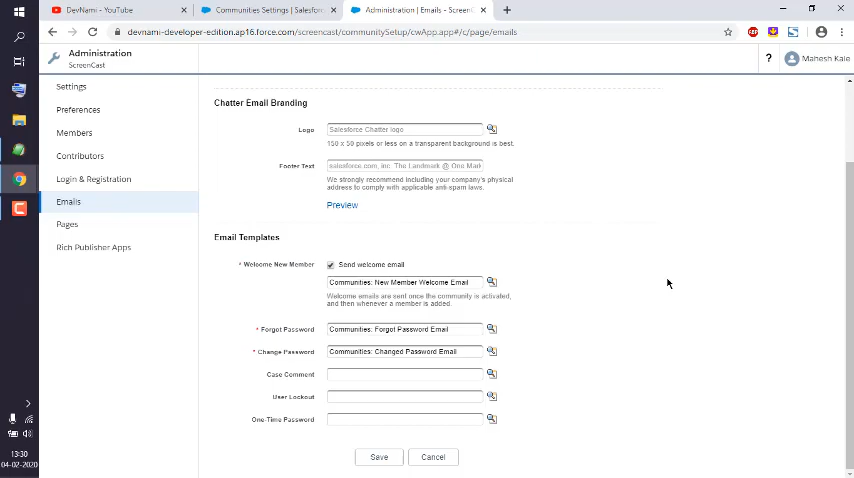 DevNami - YouTube
Communities Settings | Salesfor
Administration | Emails - ScreenC
devnami-developer-edition.ap16.force.com/screencast/communitySetup/cwApp.app#/c/page/emails
ABP
Administration
ScreenCast
?
Mahesh Kale
Settings
Preferences
Members
Contributors
Login & Registration
Emails
Pages
Rich Publisher Apps
Chatter Email Branding
Logo
Salesforce Chatter logo
150 x 50 pixels or less on a transparent background is best.
Footer Text
salesforce.com, inc. The Landmark @ One Mark
We strongly recommend including your company's physical
address to comply with applicable anti-spam laws.
Preview
Email Templates
* Welcome New Member
Send welcome email
Communities: New Member Welcome Email
Welcome emails are sent once the community is activated,
and then whenever a member is added.
* Forgot Password
Communities: Forgot Password Email
* Change Password
Communities: Changed Password Email
Case Comment
User Lockout
One-Time Password
Save
Cancel
13:30
04-02-2020